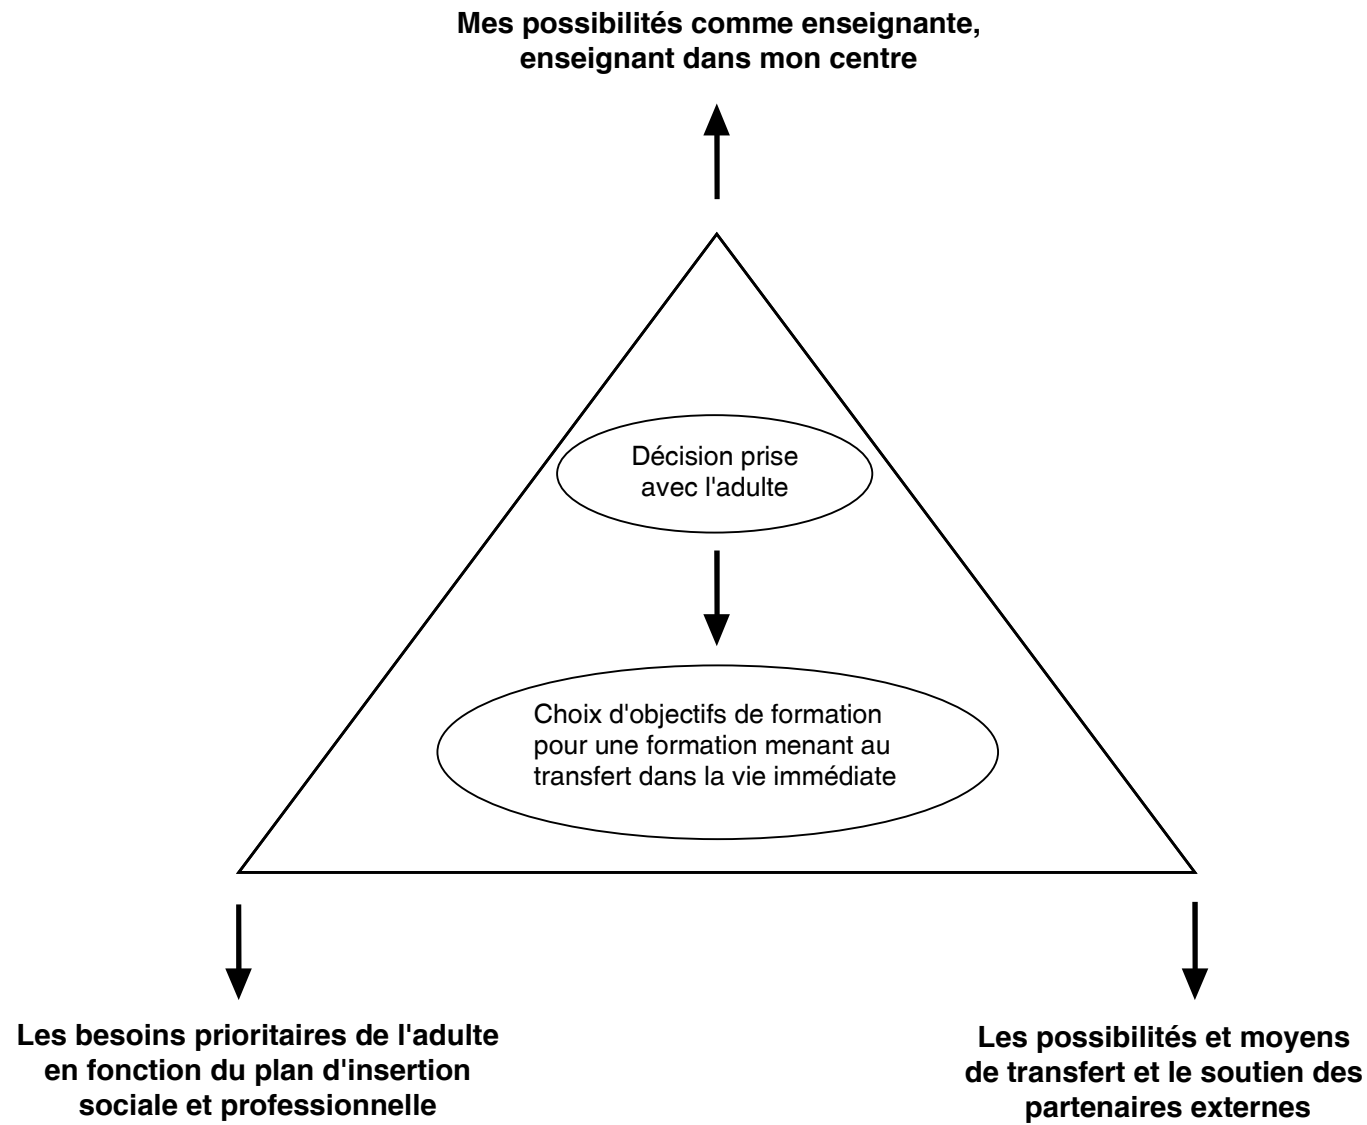 Mes possibilités comme enseignante,
enseignant dans mon centre
Décision prise
avec l'adulte
Choix d'objectifs de formation
pour une formation menant au
transfert dans la vie immédiate
Les besoins prioritaires de l'adulte
en fonction du plan d'insertion
sociale et professionnelle
Les possibilités et moyens
de transfert et le soutien des
partenaires externes